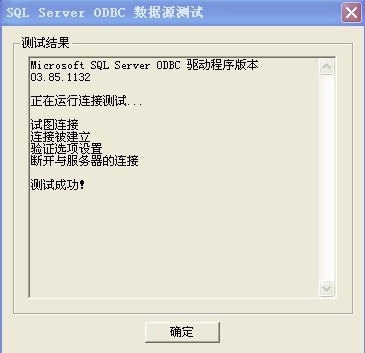 SQL Server ODBC 数据源测试
测试结果
Microsoft SQL Server ODBC 驱动程序版本
03.85.1132
正在运行连接测试...
试图连接
连接被建立
验证选项设置
断开与服务器的连接
测试成功!
确定